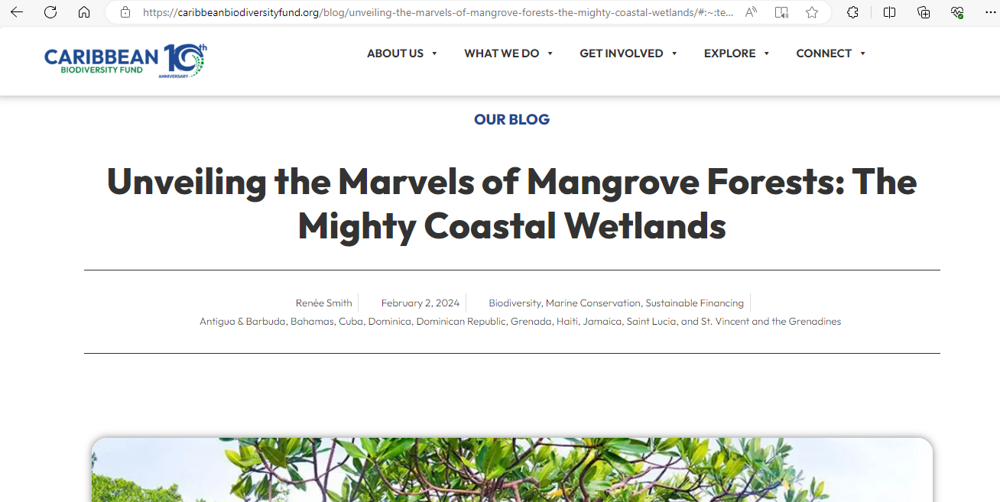 https://caribbeanbiodiversityfund.org/blog/unveiling-the-marvels-of-mangrove-forests-the-mighty-coastal-wetlands/#:~:te...
CARIBBEAN 10th
BIODIVERSITY FUND ANNIVERSARY
ABOUT US WHAT WE DO GET INVOLVED EXPLORE CONNECT
OUR BLOG
Unveiling the Marvels of Mangrove Forests: The
Mighty Coastal Wetlands
Renée Smith February 2, 2024 Biodiversity, Marine Conservation, Sustainable Financing
Antigua & Barbuda, Bahamas, Cuba, Dominica, Dominican Republic, Grenada, Haiti, Jamaica, Saint Lucia, and St. Vincent and the Grenadines